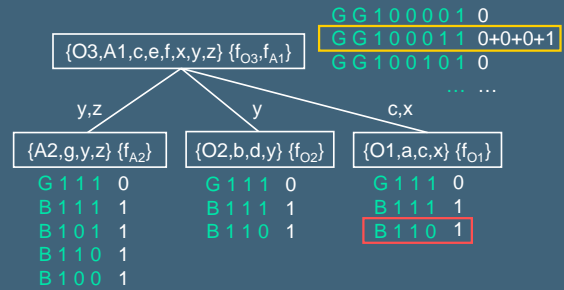 G G 1 0 0 0 0 1 0
G G 1 0 0 0 1 1 0+0+0+1
G G 1 0 0 1 0 1 0
... ...
{O3,A1,c,e,f,x,y,z} {fO3,fA1}
y,z y c,x
{A2,g,y,z} {fA2} {O2,b,d,y} {fO2} {O1,a,c,x} {fO1}
G 1 1 1 0 G 1 1 1 0 G 1 1 1 0
B 1 1 1 1 B 1 1 1 1 B 1 1 1 1
B 1 0 1 1 B 1 1 0 1 B 1 1 0 1
B 1 1 0 1
B 1 0 0 1